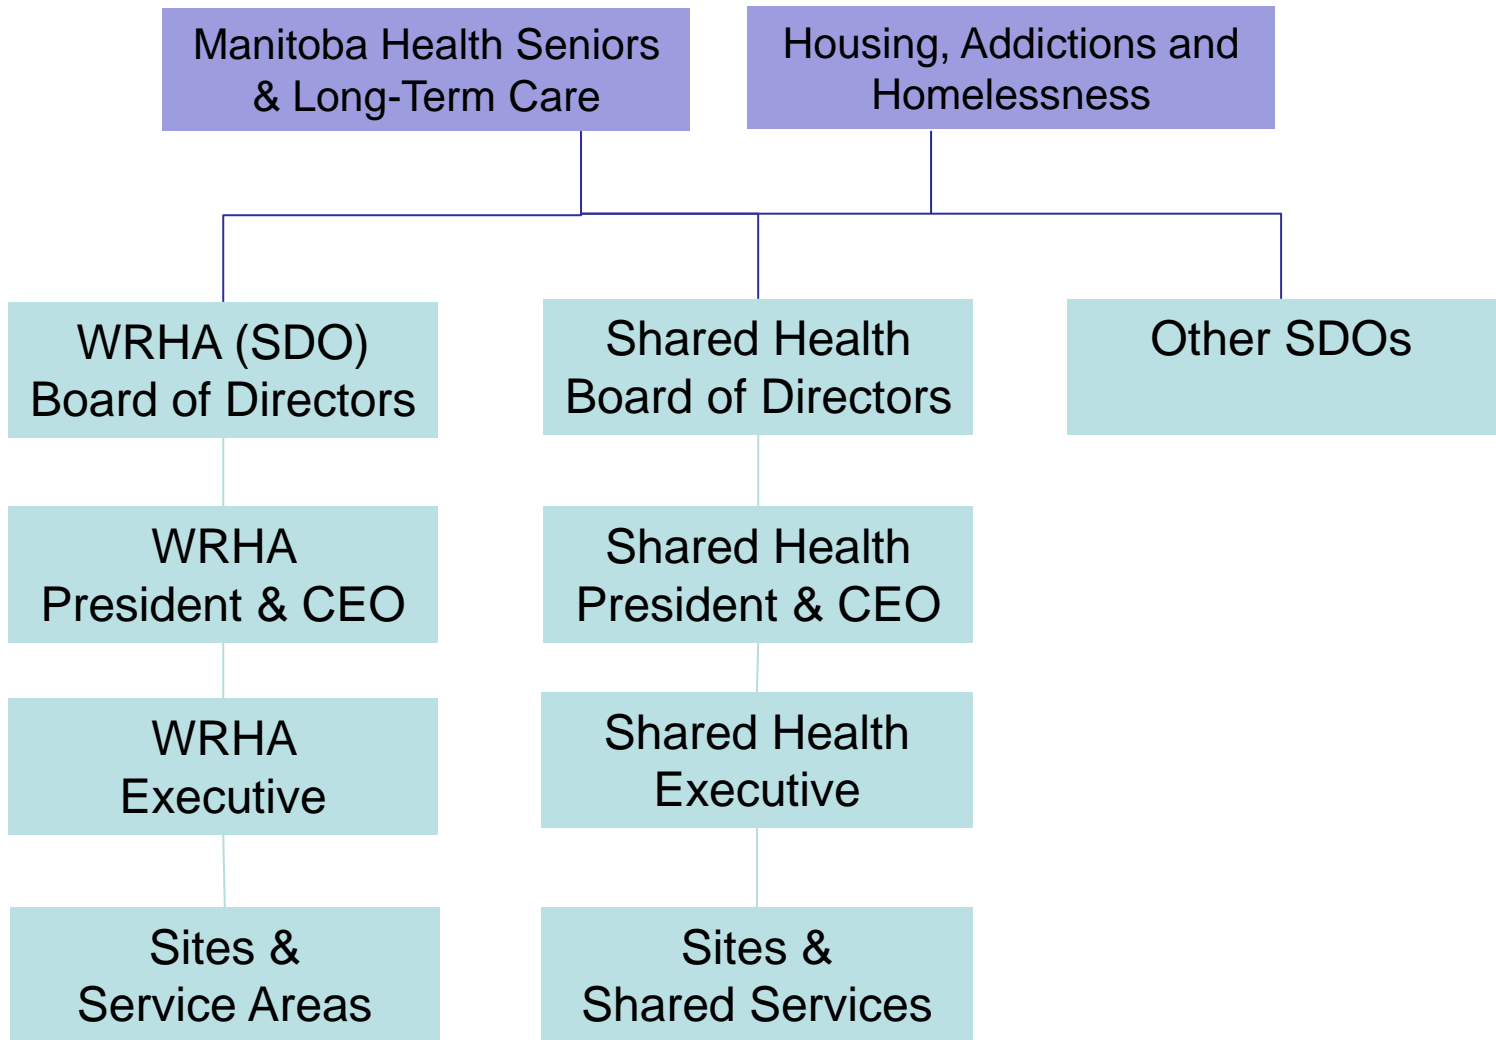 Manitoba Health Seniors
& Long-Term Care
Housing, Addictions and
Homelessness
WRHA (SDO)
Board of Directors
Shared Health
Board of Directors
Other SDOs
WRHA
President & CEO
Shared Health
President & CEO
WRHA
Executive
Shared Health
Executive
Sites &
Service Areas
Sites &
Shared Services